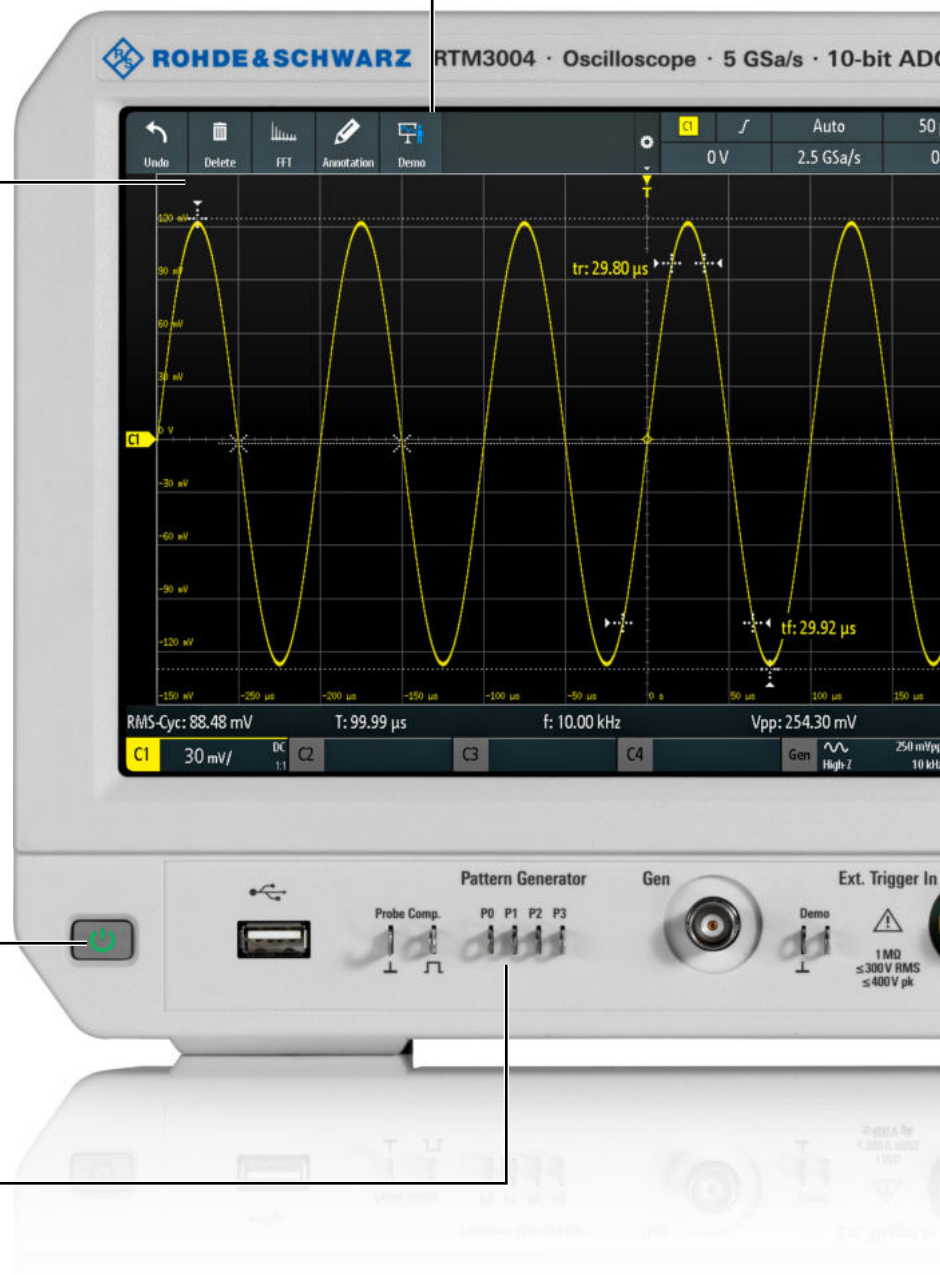 ROHDE&SCHWARZ RTM3004 · Oscilloscope · 5 GSa/s · 10-bit ADC
Undo Delete FFT Annotation Demo
C1 Auto 50
0 V 2.5 GSa/s 0
T
120 mV
90 mV
tr: 29.80 µs
60 mV
30 mV
C1 0 V
-30 mV
-60 mV
-90 mV
tf: 29.92 µs
-120 mV
-150 mV -250 µs -200 µs -150 µs -100 µs -50 µs 0 s 50 µs 100 µs 150 µs
RMS-Cyc: 88.48 mV T: 99.99 µs f: 10.00 kHz Vpp: 254.30 mV
C1 30 mV/ DC 1:1 C2 C3 C4 Gen High-Z 250 mVpp 10 kHz
Pattern Generator Gen Ext. Trigger In
Probe Comp. P0 P1 P2 P3 Demo
1 MΩ
≤300 V RMS
≤400 V pk